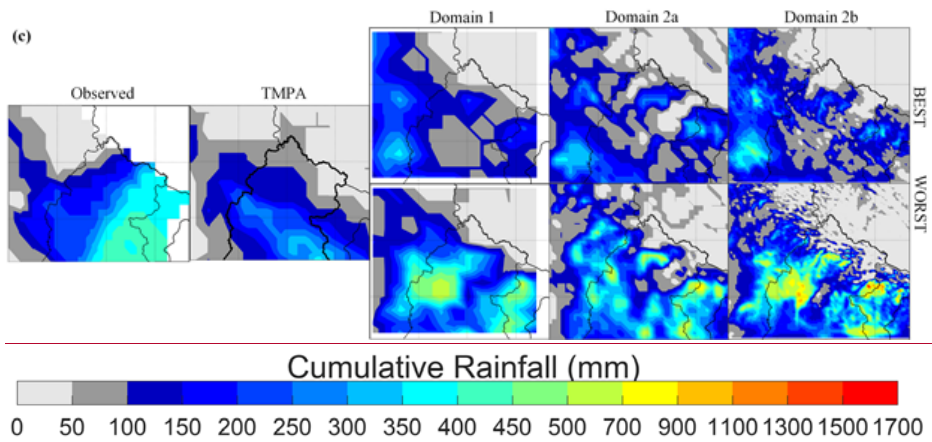 (c)
Domain 1 Domain 2a Domain 2b
Observed TMPA
BEST
WORST
Cumulative Rainfall (mm)
0 50 100 150 200 250 300 350 400 450 500 700 900 1100 1300 1500 1700